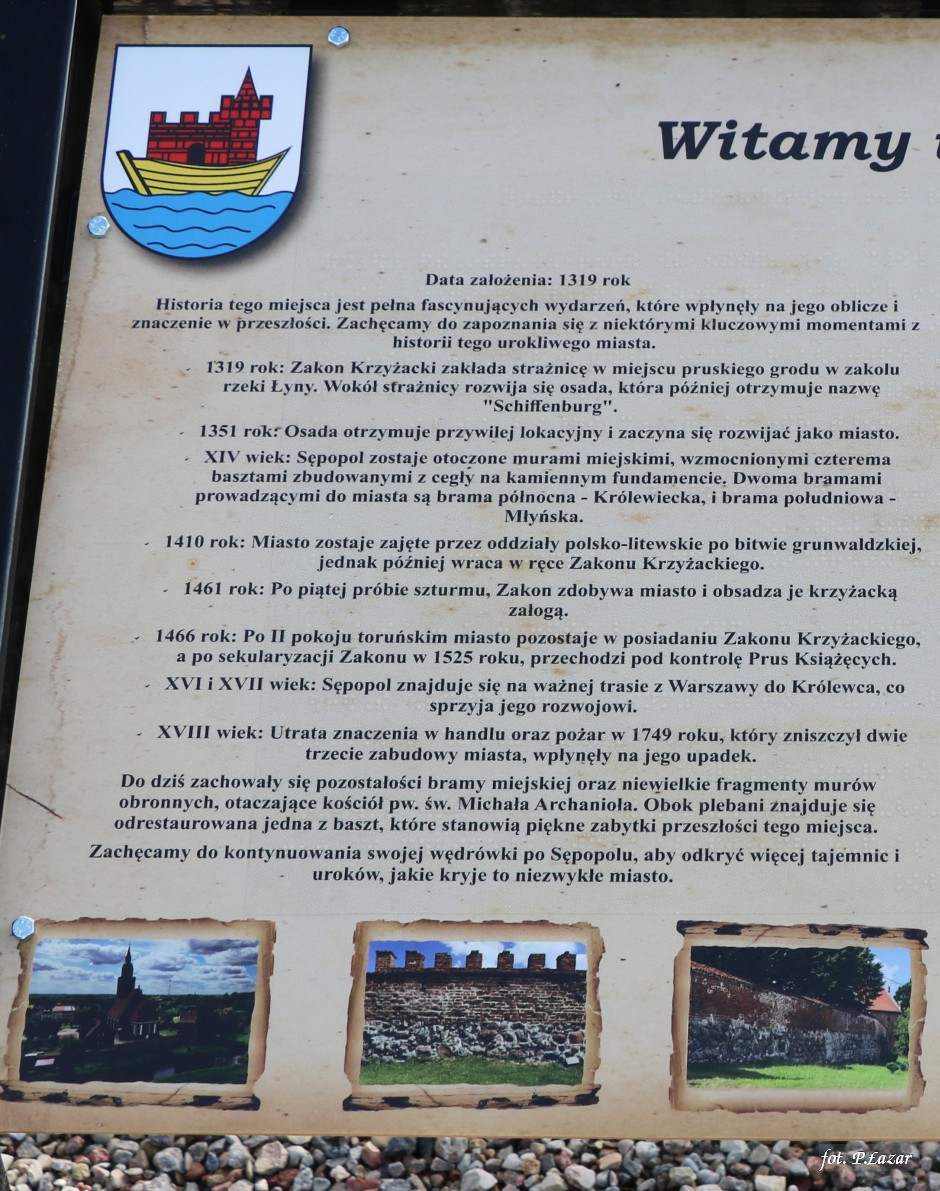 Witamy
Data założenia: 1319 rok
Historia tego miejsca jest pełna fascynujących wydarzeń, które wpłynęły na jego oblicze i
znaczenie w przeszłości. Zachęcamy do zapoznania się z niektórymi kluczowymi momentami z
historii tego urokliwego miasta.
- 1319 rok: Zakon Krzyżacki zakłada strażnicę w miejscu pruskiego grodu w zakolu
rzeki Łyny. Wokół strażnicy rozwija się osada, która później otrzymuje nazwę
"Schiffenburg".
- 1351 rok: Osada otrzymuje przywilej lokacyjny i zaczyna się rozwijać jako miasto.
- XIV wiek: Sępopol zostaje otoczone murami miejskimi, wzmocnionymi czterema
basztami zbudowanymi z cegły na kamiennym fundamencie. Dwoma bramami
prowadzącymi do miasta są brama północna - Królewiecka, i brama południowa -
Młyńska.
- 1410 rok: Miasto zostaje zajęte przez oddziały polsko-litewskie po bitwie grunwaldzkiej,
jednak później wraca w ręce Zakonu Krzyżackiego.
- 1461 rok: Po piątej próbie szturmu, Zakon zdobywa miasto i obsadza je krzyżacką
załogą.
- 1466 rok: Po II pokoju toruńskim miasto pozostaje w posiadaniu Zakonu Krzyżackiego,
a po sekularyzacji Zakonu w 1525 roku, przechodzi pod kontrolę Prus Książęcych.
- XVI i XVII wiek: Sępopol znajduje się na ważnej trasie z Warszawy do Królewca, co
sprzyja jego rozwojowi.
- XVIII wiek: Utrata znaczenia w handlu oraz pożar w 1749 roku, który zniszczył dwie
trzecie zabudowy miasta, wpłynęły na jego upadek.
Do dziś zachowały się pozostałości bramy miejskiej oraz niewielkie fragmenty murów
obronnych, otaczające kościół pw. św. Michała Archanioła. Obok plebani znajduje się
odrestaurowana jedna z baszt, które stanowią piękne zabytki przeszłości tego miejsca.
Zachęcamy do kontynuowania swojej wędrówki po Sępopolu, aby odkryć więcej tajemnic i
uroków, jakie kryje to niezwykłe miasto.
fot. P.Łazar